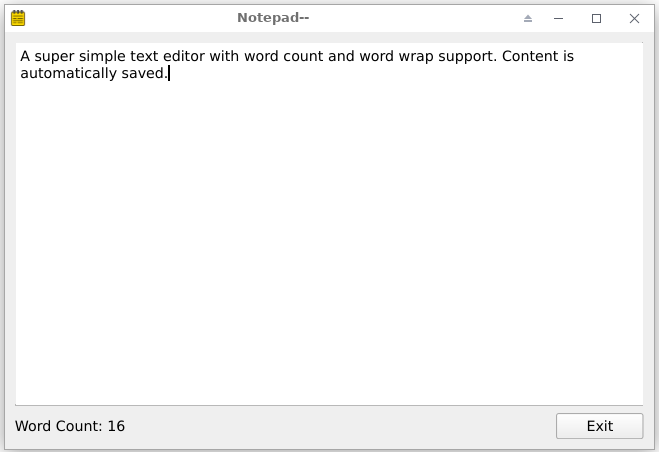 Notepad--
A super simple text editor with word count and word wrap support. Content is
automatically saved.
Word Count: 16
Exit